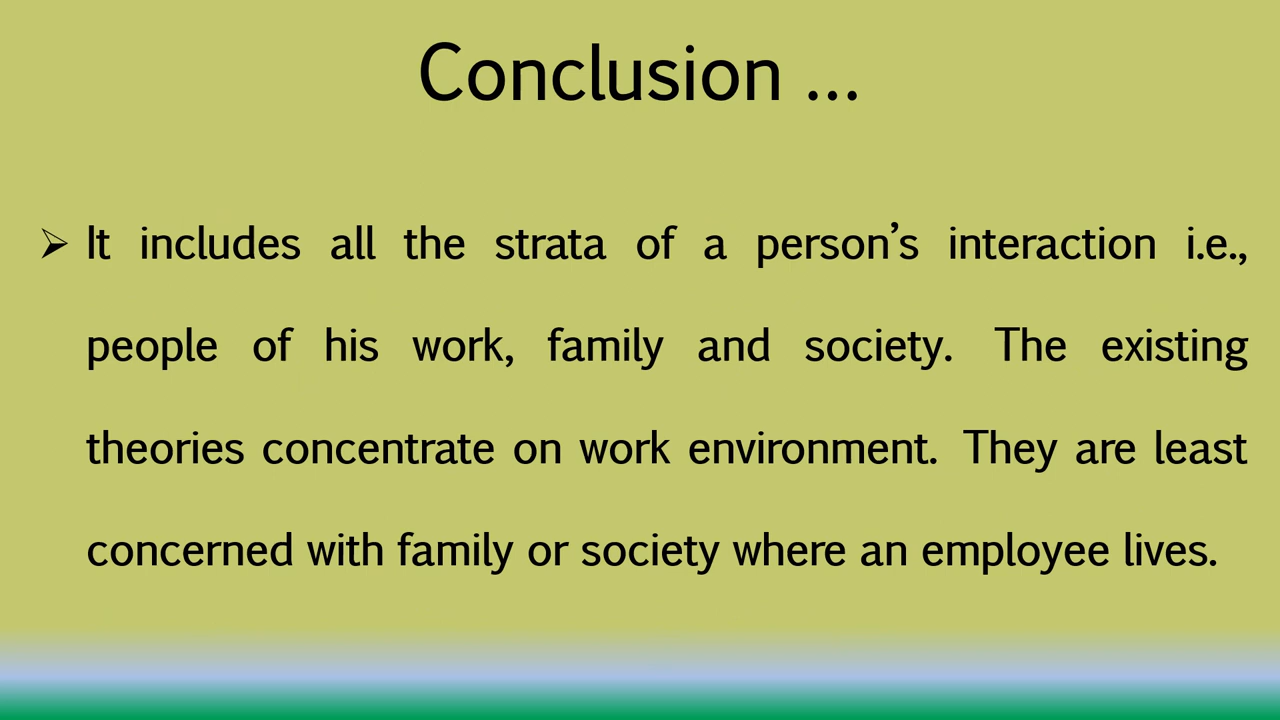 Conclusion ...
➢ It includes all the strata of a person’s interaction i.e.,
people of his work, family and society. The existing
theories concentrate on work environment. They are least
concerned with family or society where an employee lives.